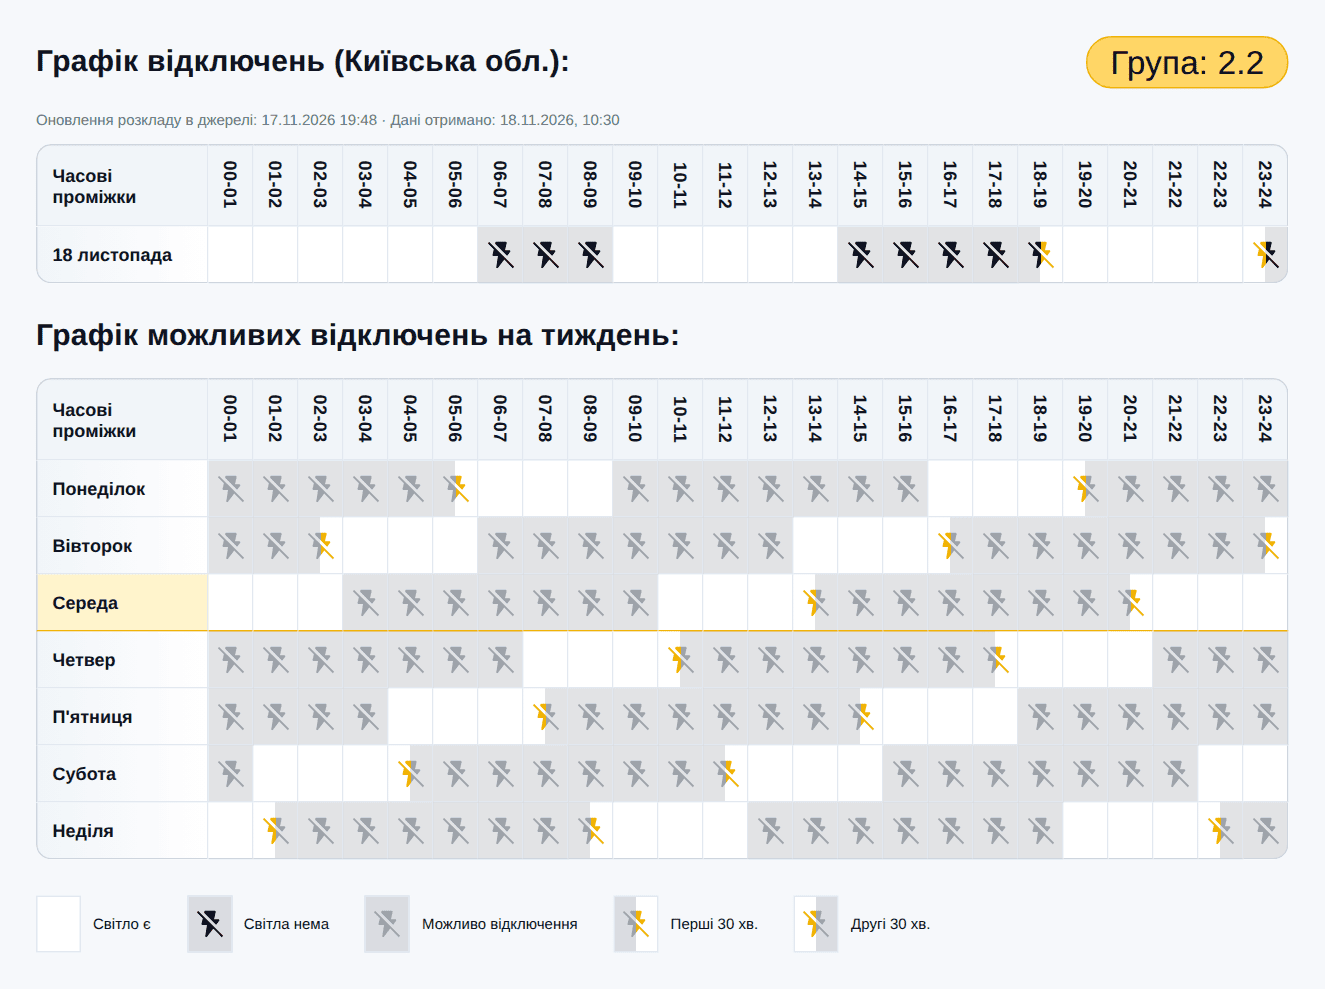 Графік відключень (Київська обл.):
Група: 2.2
Оновлення розкладу в джерелі: 17.11.2026 19:48 · Дані отримано: 18.11.2026, 10:30
Часові проміжки 00-01 01-02 02-03 03-04 04-05 05-06 06-07 07-08 08-09 09-10 10-11 11-12 12-13 13-14 14-15 15-16 16-17 17-18 18-19 19-20 20-21 21-22 22-23 23-24
18 листопада
Графік можливих відключень на тиждень:
Часові проміжки 00-01 01-02 02-03 03-04 04-05 05-06 06-07 07-08 08-09 09-10 10-11 11-12 12-13 13-14 14-15 15-16 16-17 17-18 18-19 19-20 20-21 21-22 22-23 23-24
Понеділок
Вівторок
Середа
Четвер
П'ятниця
Субота
Неділя
Світло є Світла нема Можливо відключення Перші 30 хв. Другі 30 хв.